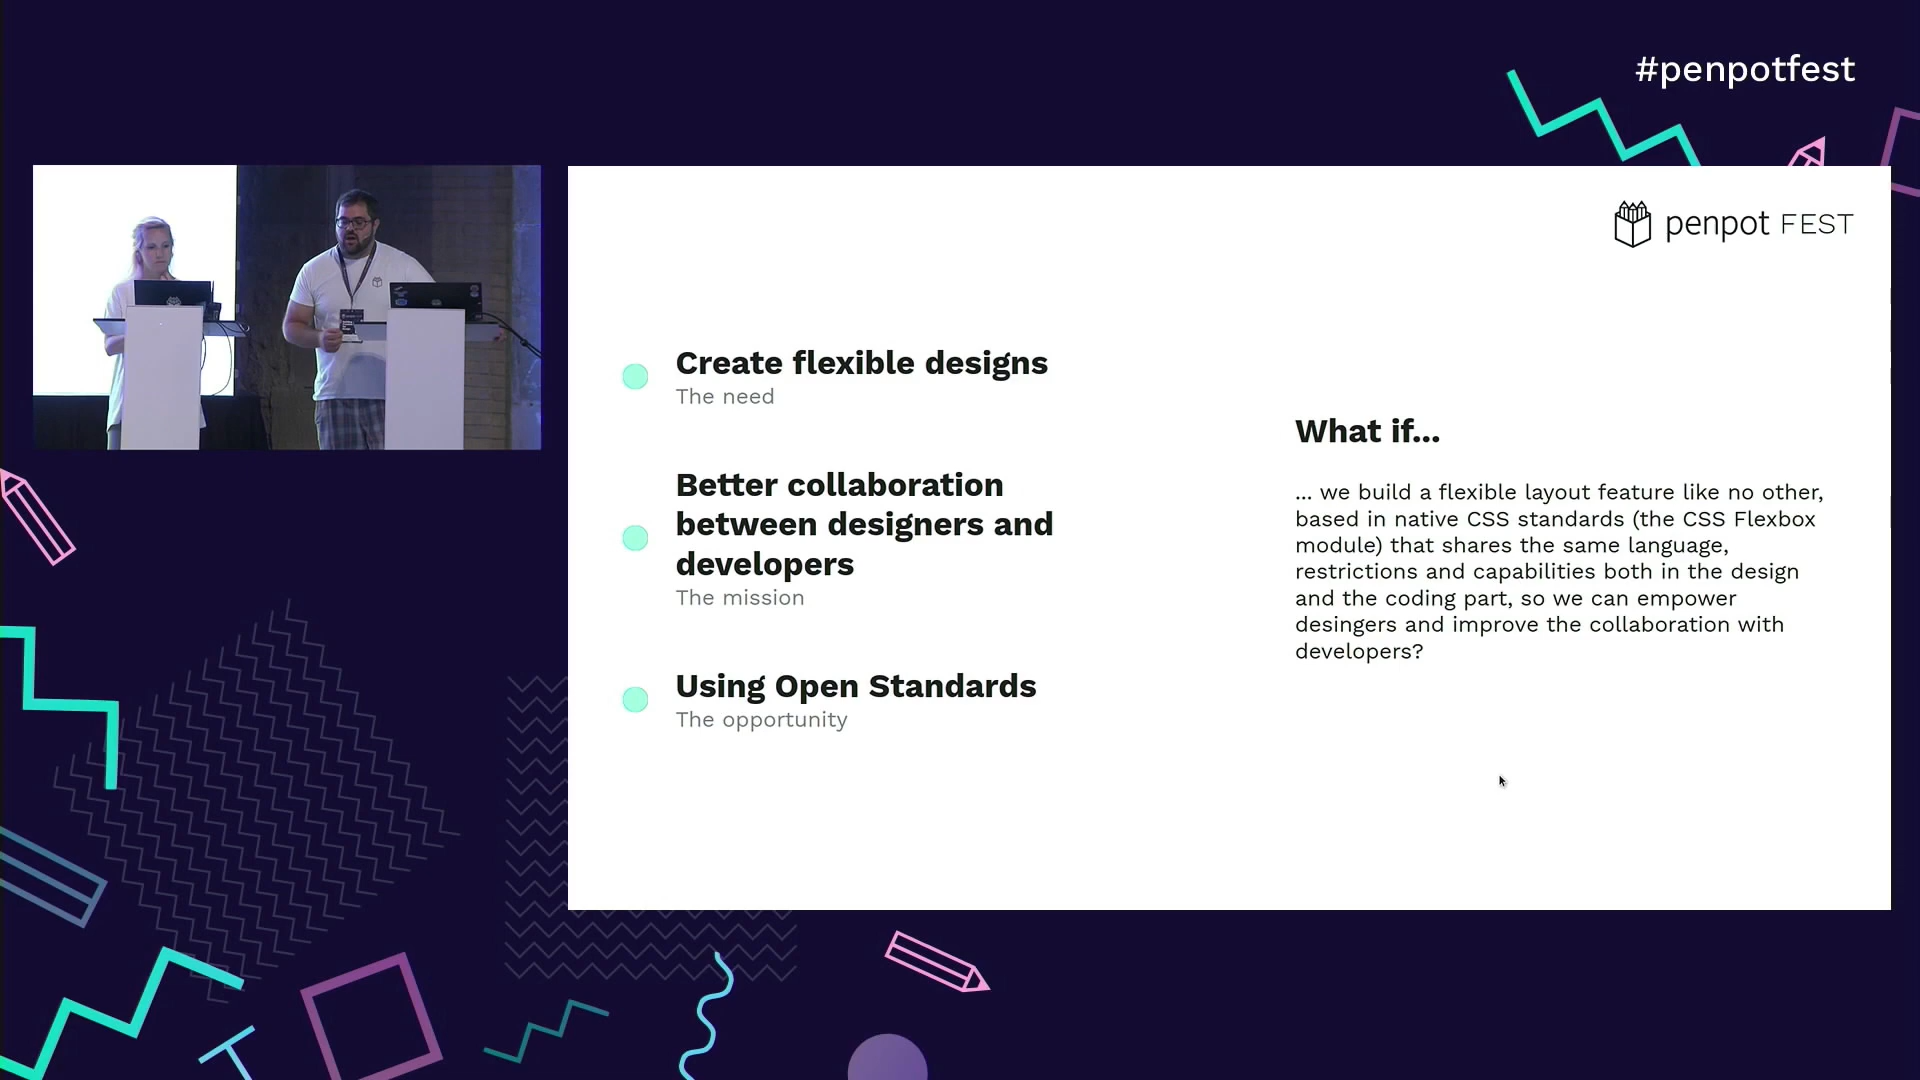 #penpotfest
penpot FEST
Create flexible designs
The need
Better collaboration
between designers and
developers
The mission
Using Open Standards
The opportunity
What if...
... we build a flexible layout feature like no other,
based in native CSS standards (the CSS Flexbox
module) that shares the same language,
restrictions and capabilities both in the design
and the coding part, so we can empower
desingers and improve the collaboration with
developers?